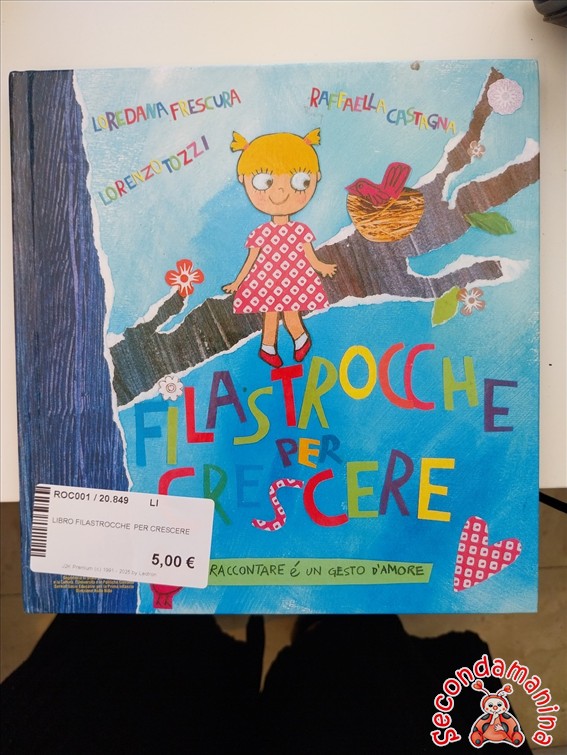 LOREDANA FRESCURA
RAFFAELLA CASTAGNA
LORENZO TOZZI
FILASTROCCHE
PER
CRESCERE
ROC001 / 20.849 LI
LIBRO FILASTROCCHE PER CRESCERE
5,00 €
RACCONTARE é UN GESTO D'AMORE
Secondamanina